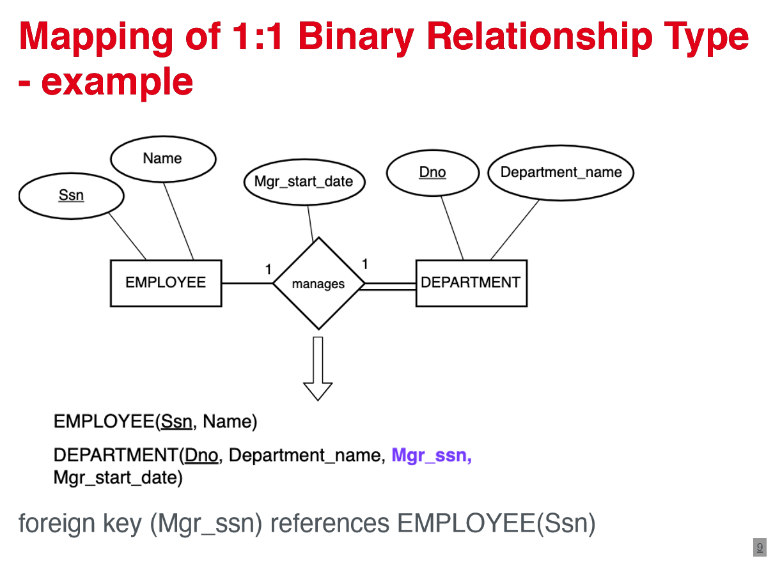 Mapping of 1:1 Binary Relationship Type
- example
Name
Ssn
Mgr_start_date
Dno
Department_name
EMPLOYEE
1
manages
1
DEPARTMENT
EMPLOYEE(Ssn, Name)
DEPARTMENT(Dno, Department_name, Mgr_ssn,
Mgr_start_date)
foreign key (Mgr_ssn) references EMPLOYEE(Ssn)
9